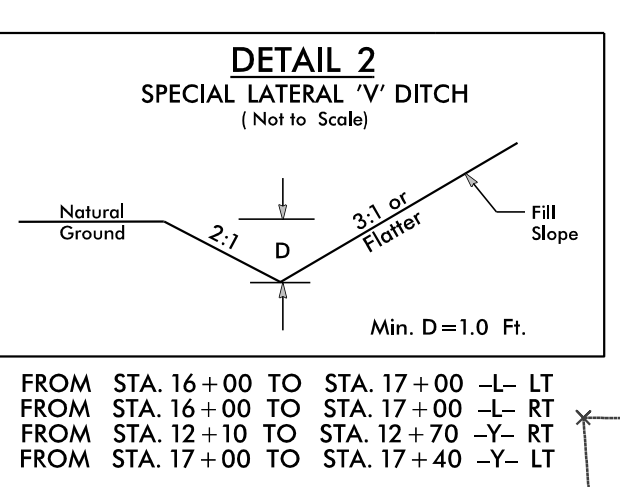 DETAIL 2
SPECIAL LATERAL 'V' DITCH
( Not to Scale)
Natural
Ground
2:1
D
3:1 or
Flatter
Fill
Slope
Min. D=1.0 Ft.
FROM STA. 16+00 TO STA. 17+00 -L- LT
FROM STA. 16+00 TO STA. 17+00 -L- RT
FROM STA. 12+10 TO STA. 12+70 -Y- RT
FROM STA. 17+00 TO STA. 17+40 -Y- LT